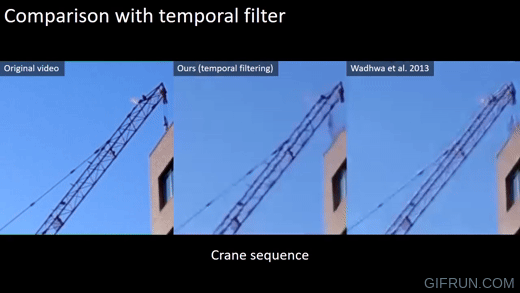 Comparison with temporal filter
Original video
Ours (temporal filtering)
Wadhwa et al. 2013
Crane sequence
GIFRUN.COM